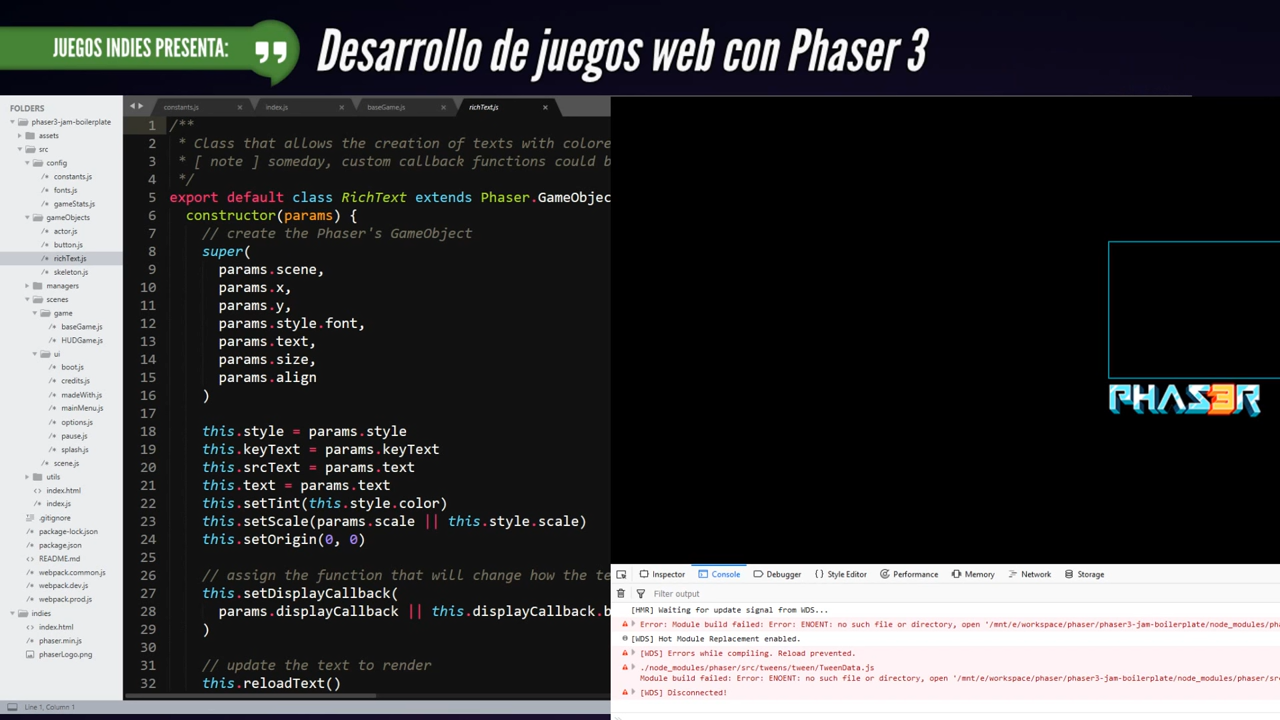 JUEGOS INDIES PRESENTA:
Desarrollo de juegos web con Phaser 3
FOLDERS
phaser3-jam-boilerplate
assets
src
config
constants.js
fonts.js
gameStats.js
gameObjects
actor.js
button.js
richText.js
skeleton.js
managers
scenes
game
baseGame.js
HUDGame.js
ui
boot.js
credits.js
madeWith.js
mainMenu.js
options.js
pause.js
splash.js
scene.js
utils
index.html
index.js
.gitignore
package-lock.json
package.json
README.md
webpack.common.js
webpack.dev.js
webpack.prod.js
indies
index.html
phaser.min.js
phaserLogo.png
constants.js index.js baseGame.js richText.js
1 /**
2 * Class that allows the creation of texts with colore
3 * [ note ] someday, custom callback functions could b
4 */
5 export default class RichText extends Phaser.GameObjec
6 constructor(params) {
7 // create the Phaser's GameObject
8 super(
9 params.scene,
10 params.x,
11 params.y,
12 params.style.font,
13 params.text,
14 params.size,
15 params.align
16 )
17
18 this.style = params.style
19 this.keyText = params.keyText
20 this.srcText = params.text
21 this.text = params.text
22 this.setTint(this.style.color)
23 this.setScale(params.scale || this.style.scale)
24 this.setOrigin(0, 0)
25
26 // assign the function that will change how the te
27 this.setDisplayCallback(
28 params.displayCallback || this.displayCallback.b
29 )
30
31 // update the text to render
32 this.reloadText()
Line 1, Column 1
PHAS3R
Inspector Console Debugger Style Editor Performance Memory Network Storage
Filter output
[HMR] Waiting for update signal from WDS...
Error: Module build failed: Error: ENOENT: no such file or directory, open '/mnt/e/workspace/phaser/phaser3-jam-boilerplate/node_modules/pha
[WDS] Hot Module Replacement enabled.
[WDS] Errors while compiling. Reload prevented.
./node_modules/phaser/src/tweens/tween/TweenData.js
Module build failed: Error: ENOENT: no such file or directory, open '/mnt/e/workspace/phaser/phaser3-jam-boilerplate/node_modules/phaser/src
[WDS] Disconnected!